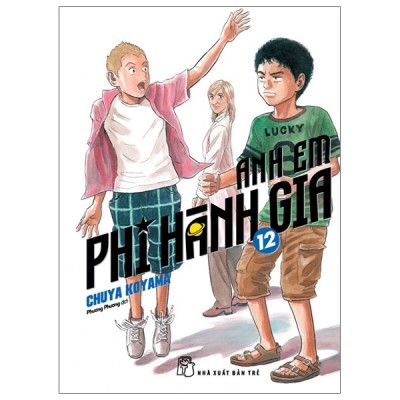 LUCKY
ANH EM
PHI HÀNH GIA
12
CHUYA KOYAMA
Phương Phương dịch
NHÀ XUẤT BẢN TRẺ